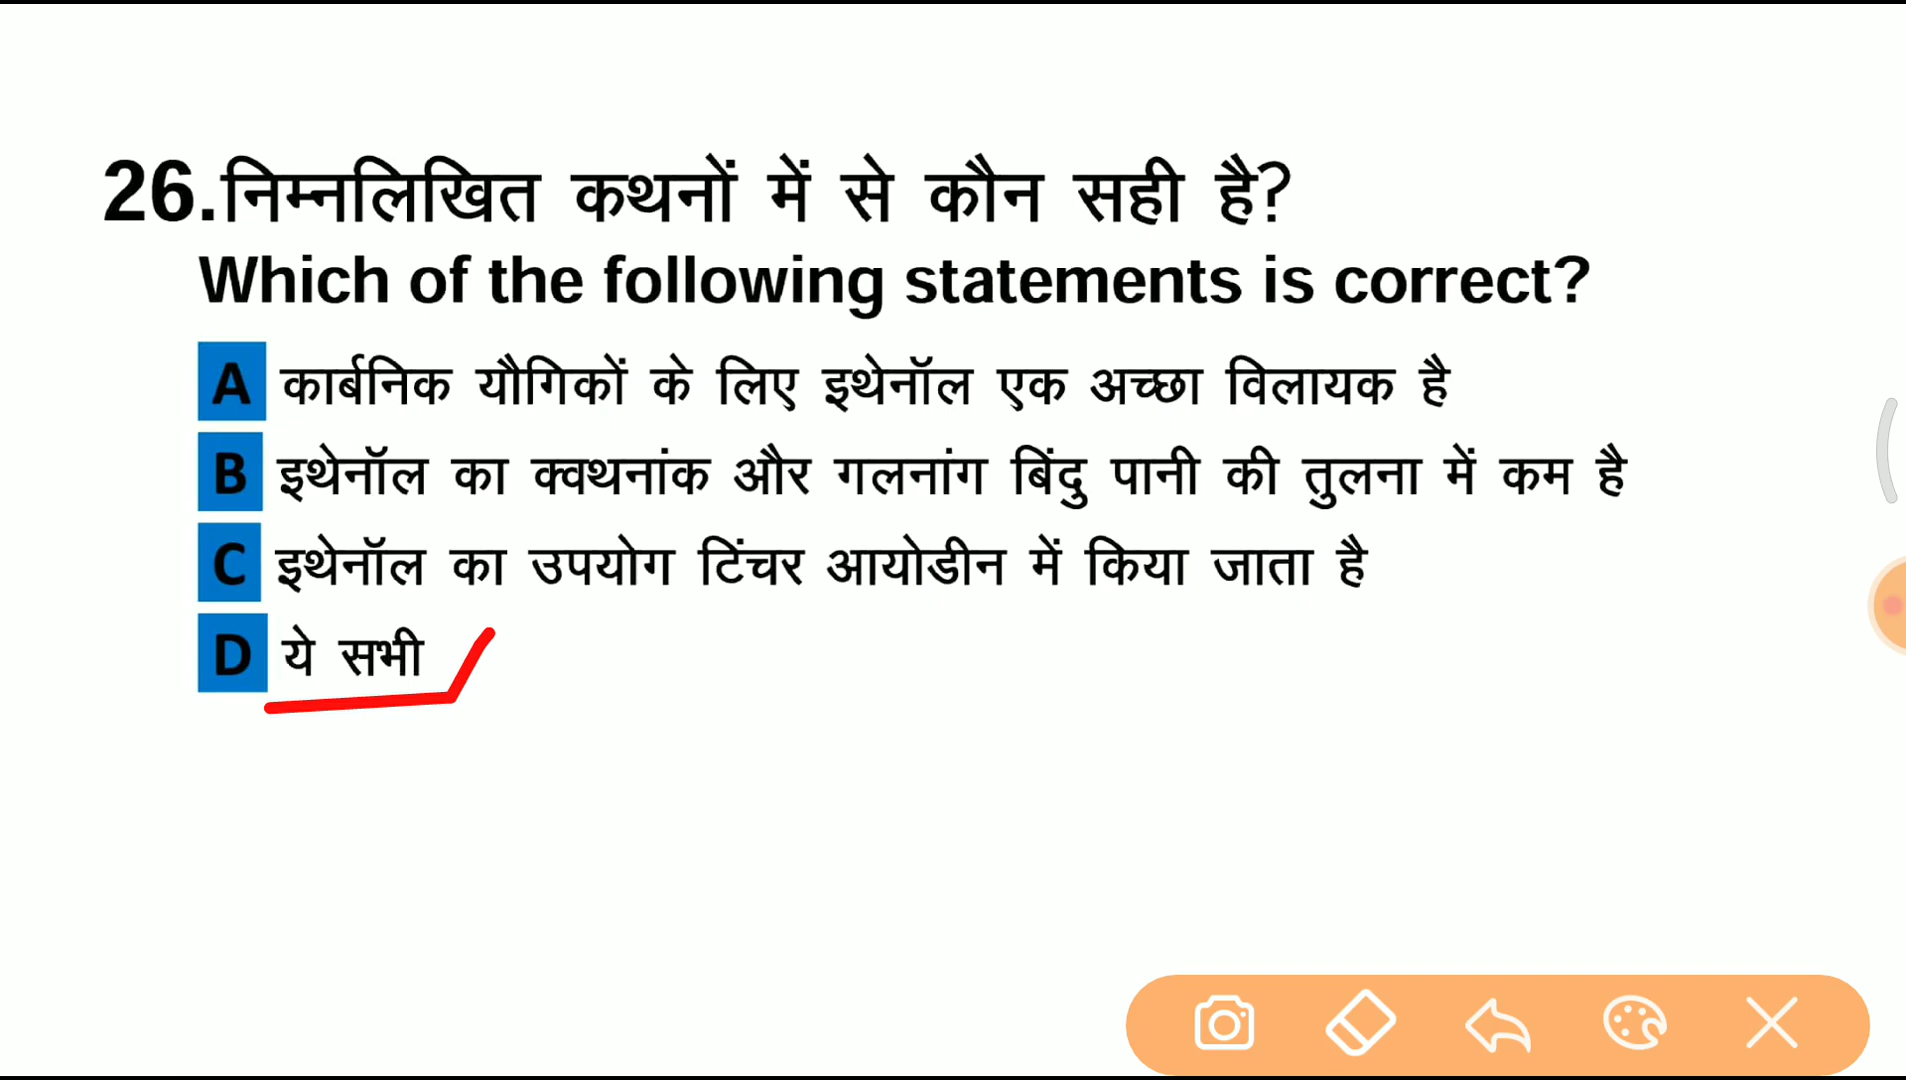 26.निम्नलिखित कथनों में से कौन सही है?
Which of the following statements is correct?
A कार्बनिक यौगिकों के लिए इथेनॉल एक अच्छा विलायक है
B इथेनॉल का क्वथनांक और गलनांग बिंदु पानी की तुलना में कम है
C इथेनॉल का उपयोग टिंचर आयोडीन में किया जाता है
D ये सभी